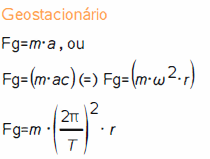 Geostacionário
Fg=m·a, ou
Fg=(m·ac)(=) Fg=(m·ω²·r)
Fg=m·(2π/T)²·r